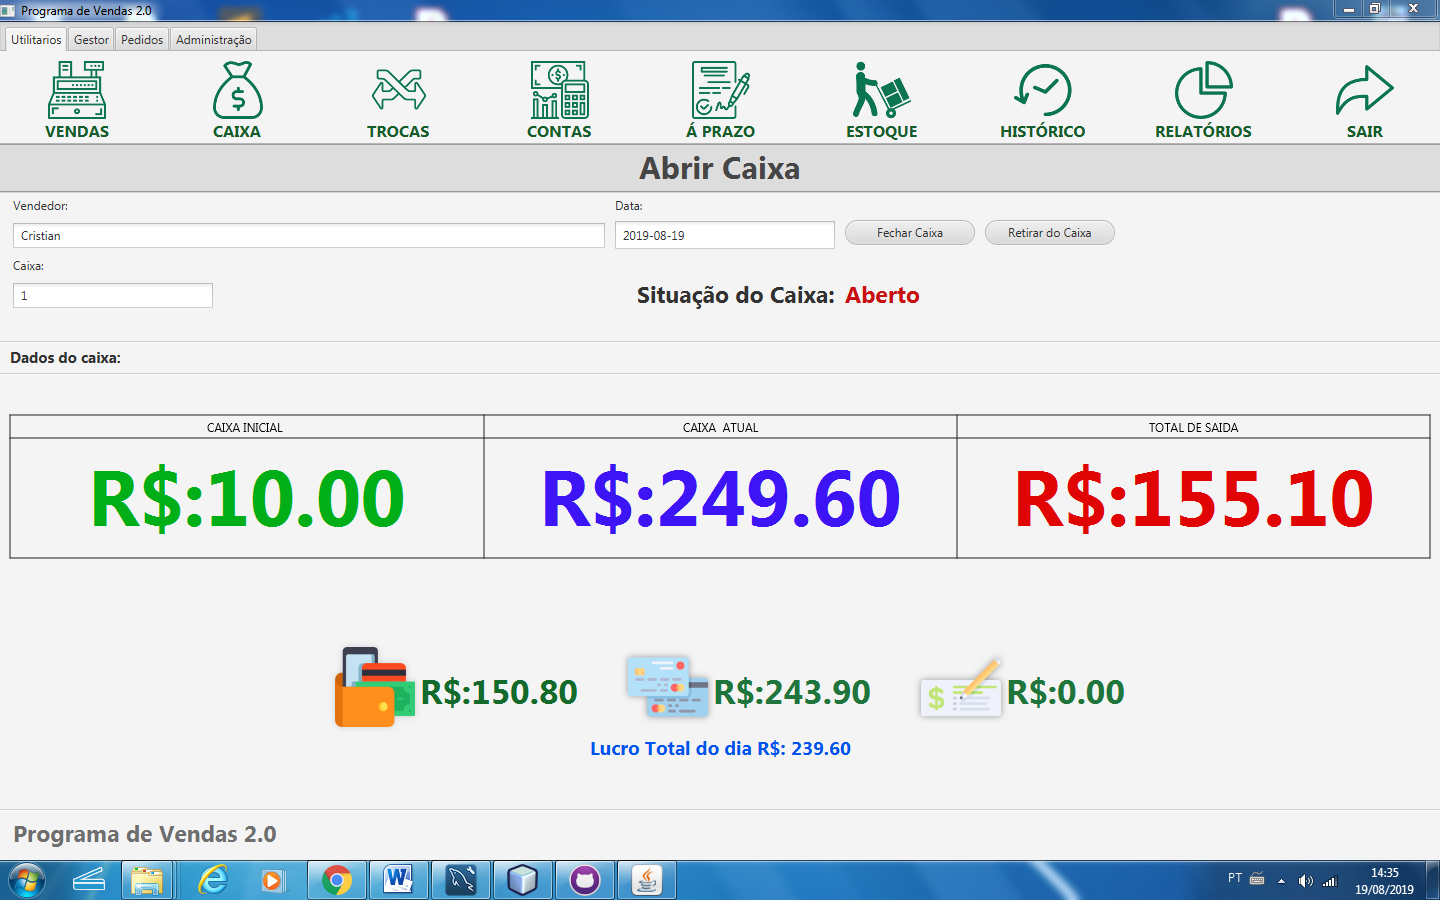 Programa de Vendas 2.0
Utilitarios Gestor Pedidos Administração
VENDAS CAIXA TROCAS CONTAS Á PRAZO ESTOQUE HISTÓRICO RELATÓRIOS SAIR
Abrir Caixa
Vendedor: Data:
Cristian 2019-08-19 Fechar Caixa Retirar do Caixa
Caixa:
1 Situação do Caixa: Aberto
Dados do caixa:
CAIXA INICIAL CAIXA ATUAL TOTAL DE SAIDA
R$:10.00 R$:249.60 R$:155.10
R$:150.80 R$:243.90 R$:0.00
Lucro Total do dia R$: 239.60
Programa de Vendas 2.0
PT 14:35
19/08/2019